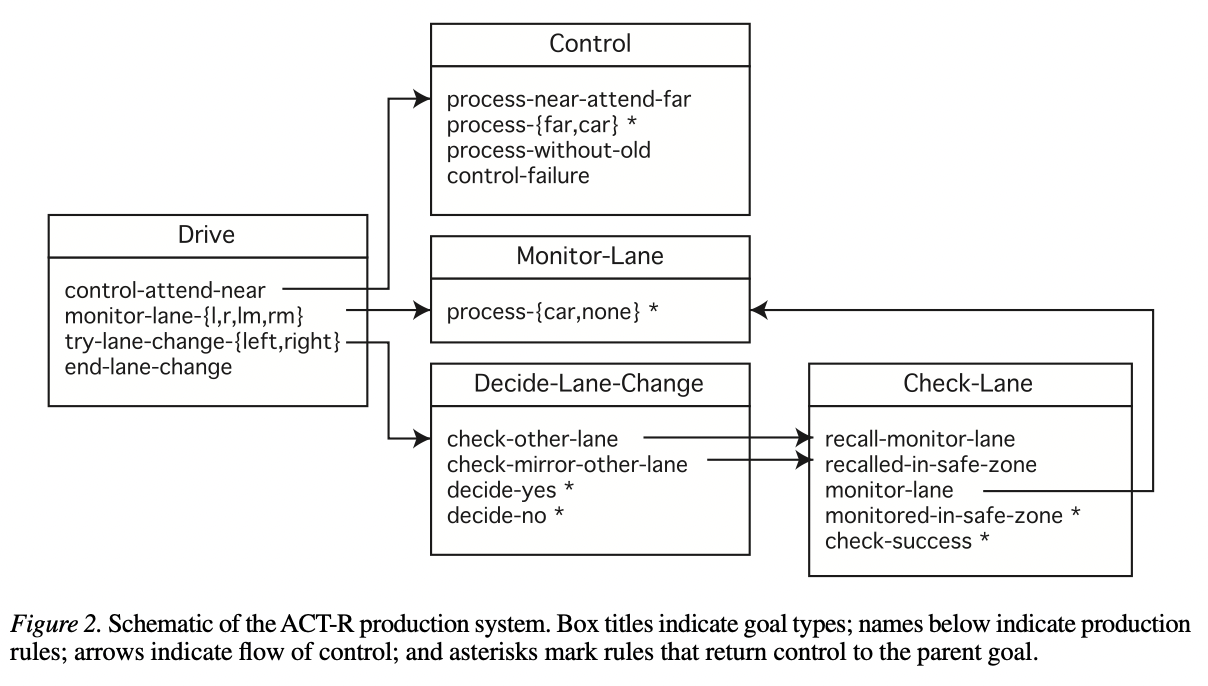 Control
process-near-attend-far
process-{far,car} *
process-without-old
control-failure
Drive
control-attend-near
monitor-lane-{l,r,lm,rm}
try-lane-change-{left,right}
end-lane-change
Monitor-Lane
process-{car,none} *
Decide-Lane-Change
check-other-lane
check-mirror-other-lane
decide-yes *
decide-no *
Check-Lane
recall-monitor-lane
recalled-in-safe-zone
monitor-lane
monitored-in-safe-zone *
check-success *
Figure 2. Schematic of the ACT-R production system. Box titles indicate goal types; names below indicate production
rules; arrows indicate flow of control; and asterisks mark rules that return control to the parent goal.